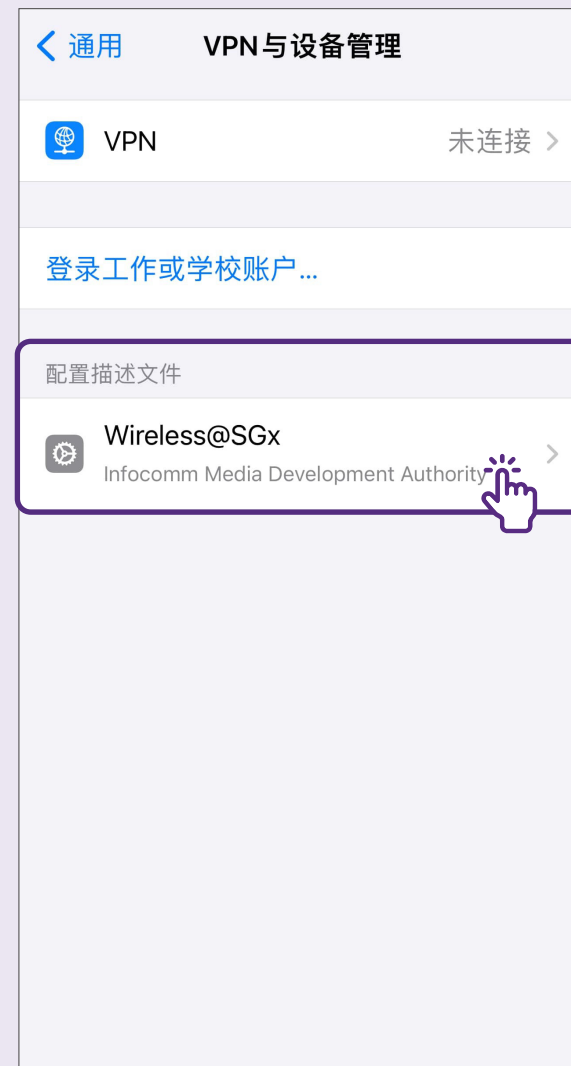 通用
VPN与设备管理
VPN
未连接
登录工作或学校账户...
配置描述文件
Wireless@SGx
Infocomm Media Development Authority